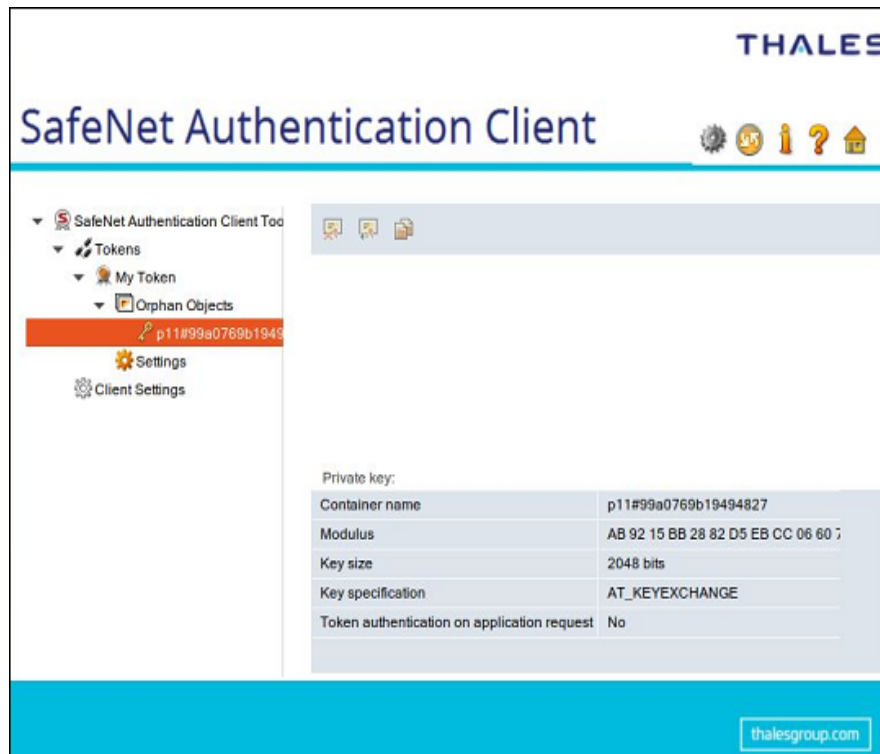 THALES
SafeNet Authentication Client
SafeNet Authentication Client Too
Tokens
My Token
Orphan Objects
p11#99a0769b1949
Settings
Client Settings
Private key:
Container name p11#99a0769b19494827
Modulus AB 92 15 BB 28 82 D5 EB CC 06 60 7
Key size 2048 bits
Key specification AT_KEYEXCHANGE
Token authentication on application request No
thalesgroup.com